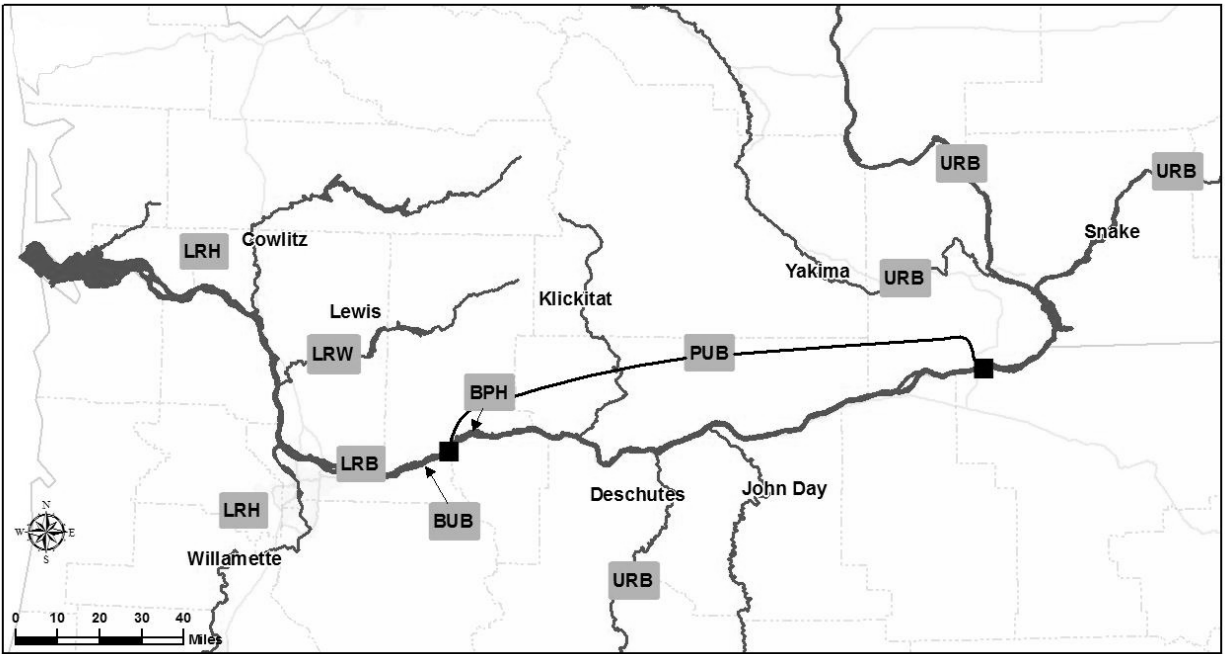 URB
URB
Snake
Cowlitz
LRH
Yakima
URB
Klickitat
Lewis
LRW
PUB
BPH
LRB
Deschutes
John Day
LRH
BUB
N
W
E
S
Willamette
URB
0 10 20 30 40
Miles